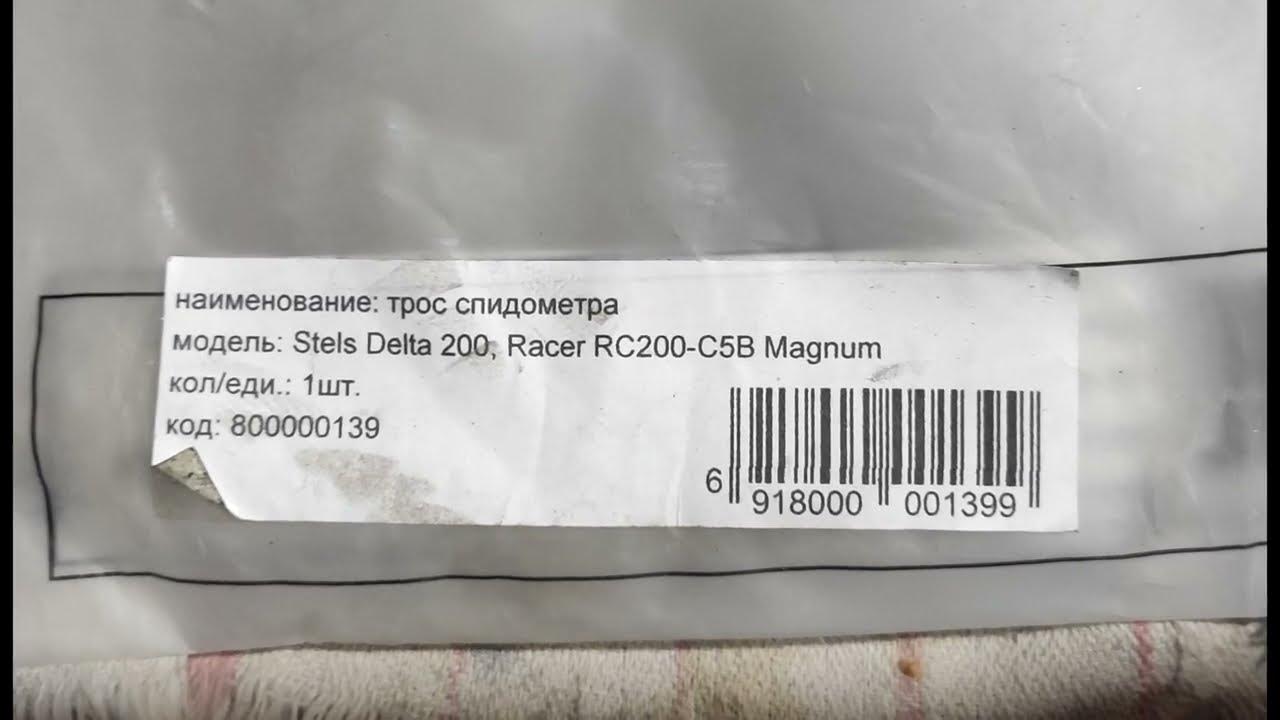 наименование: трос спидометра
модель: Stels Delta 200, Racer RC200-C5B Magnum
кол/еди.: 1шт.
код: 800000139
6 918000 001399